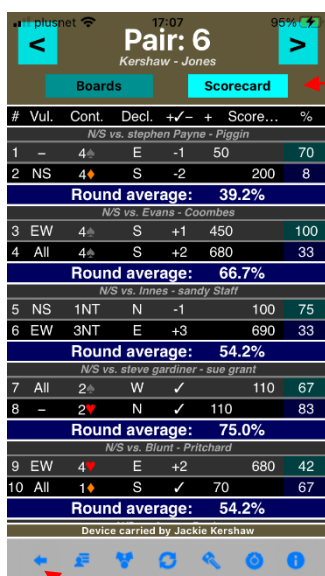 plusnet 17:07 95%
< Pair: 6 >
Kershaw - Jones
Boards Scorecard
# Vul. Cont. Decl. +✓− + Score... %
N/S vs. stephen Payne - Piggin
1 – 4♠ E -1 50 70
2 NS 4♦ S -2 200 8
Round average: 39.2%
N/S vs. Evans - Coombes
3 EW 4♠ S +1 450 100
4 All 4♠ S +2 680 33
Round average: 66.7%
N/S vs. Innes - sandy Staff
5 NS 1NT N -1 100 75
6 EW 3NT E +3 690 33
Round average: 54.2%
N/S vs. steve gardiner - sue grant
7 All 2♠ W ✓ 110 67
8 – 2♥ N ✓ 110 83
Round average: 75.0%
N/S vs. Blunt - Pritchard
9 EW 4♥ E +2 680 42
10 All 1♦ S ✓ 70 67
Round average: 54.2%
Device carried by Jackie Kershaw